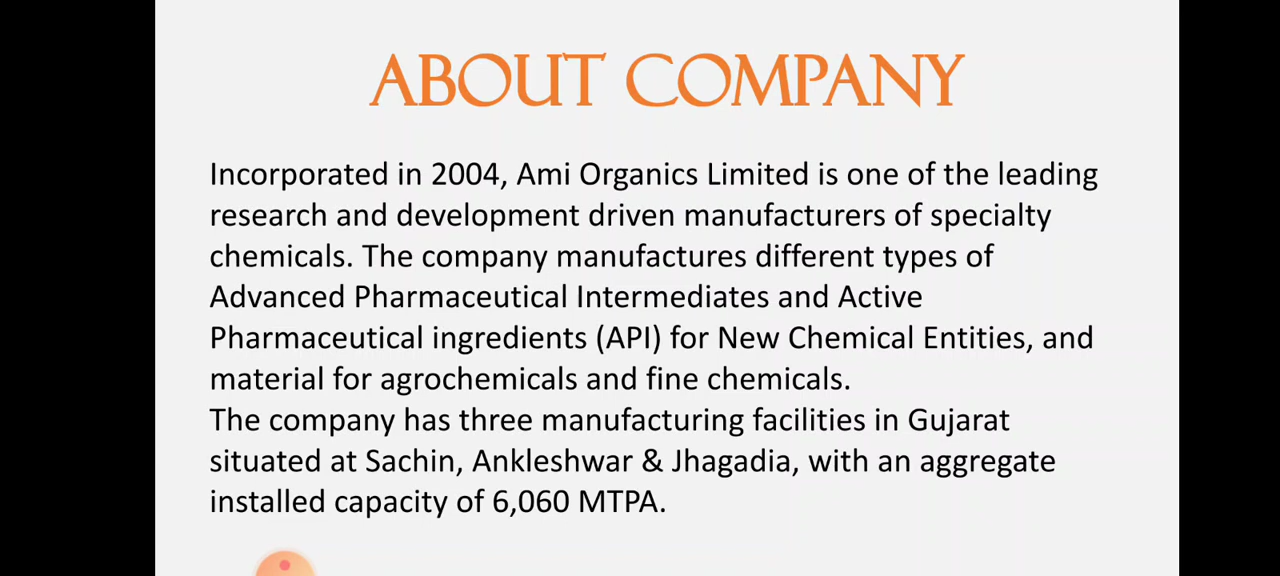 ABOUT COMPANY
Incorporated in 2004, Ami Organics Limited is one of the leading
research and development driven manufacturers of specialty
chemicals. The company manufactures different types of
Advanced Pharmaceutical Intermediates and Active
Pharmaceutical ingredients (API) for New Chemical Entities, and
material for agrochemicals and fine chemicals.
The company has three manufacturing facilities in Gujarat
situated at Sachin, Ankleshwar & Jhagadia, with an aggregate
installed capacity of 6,060 MTPA.